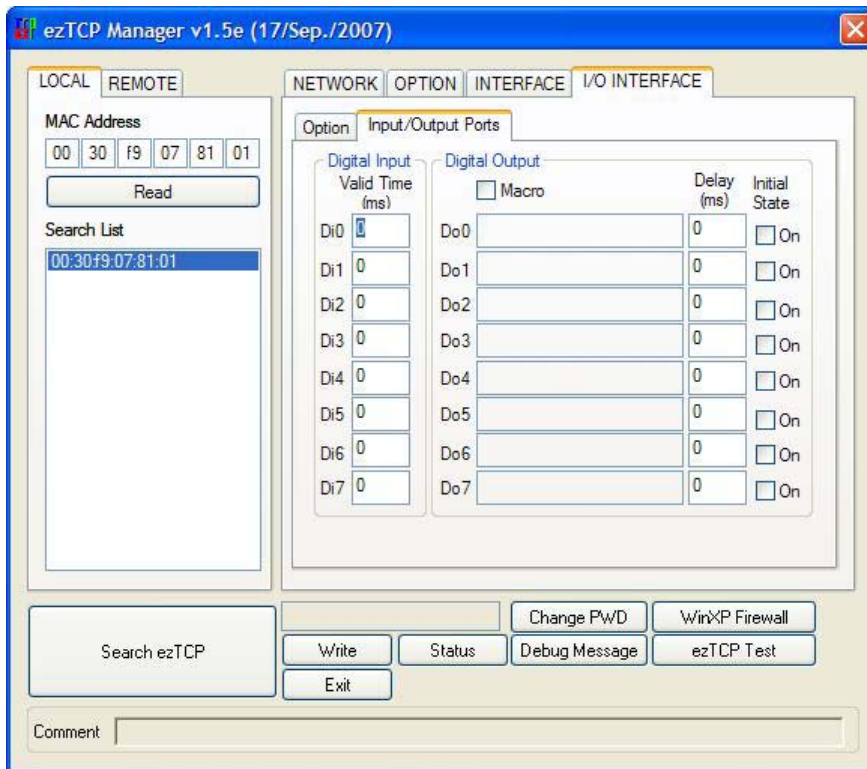 ezTCP Manager v1.5e (17/Sep./2007)
LOCAL REMOTE
MAC Address
00 30 f9 07 81 01
Read
Search List
00:30:f9:07:81:01
NETWORK OPTION INTERFACE I/O INTERFACE
Option Input/Output Ports
Digital Input Digital Output
Valid Time (ms) Macro Delay (ms) Initial State
Di0 0 Do0 0 On
Di1 0 Do1 0 On
Di2 0 Do2 0 On
Di3 0 Do3 0 On
Di4 0 Do4 0 On
Di5 0 Do5 0 On
Di6 0 Do6 0 On
Di7 0 Do7 0 On
Search ezTCP
Change PWD WinXP Firewall
Write Status Debug Message ezTCP Test
Exit
Comment